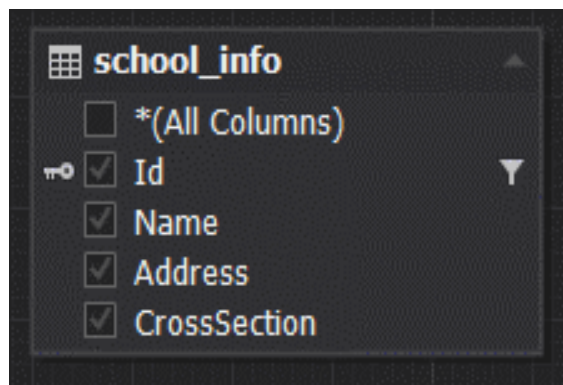 school_info
*(All Columns)
Id
Name
Address
CrossSection